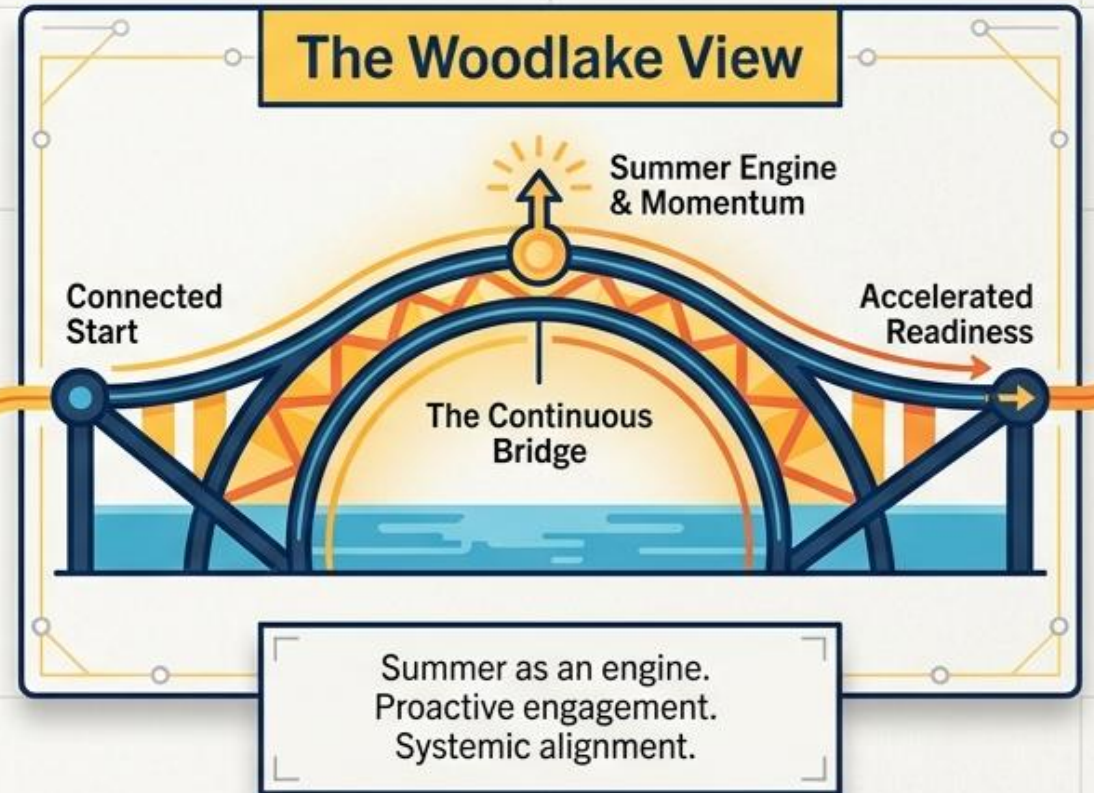 The Woodlake View
Summer Engine
& Momentum
Connected
Start
Accelerated
Readiness
The Continuous
Bridge
Summer as an engine.
Proactive engagement.
Systemic alignment.